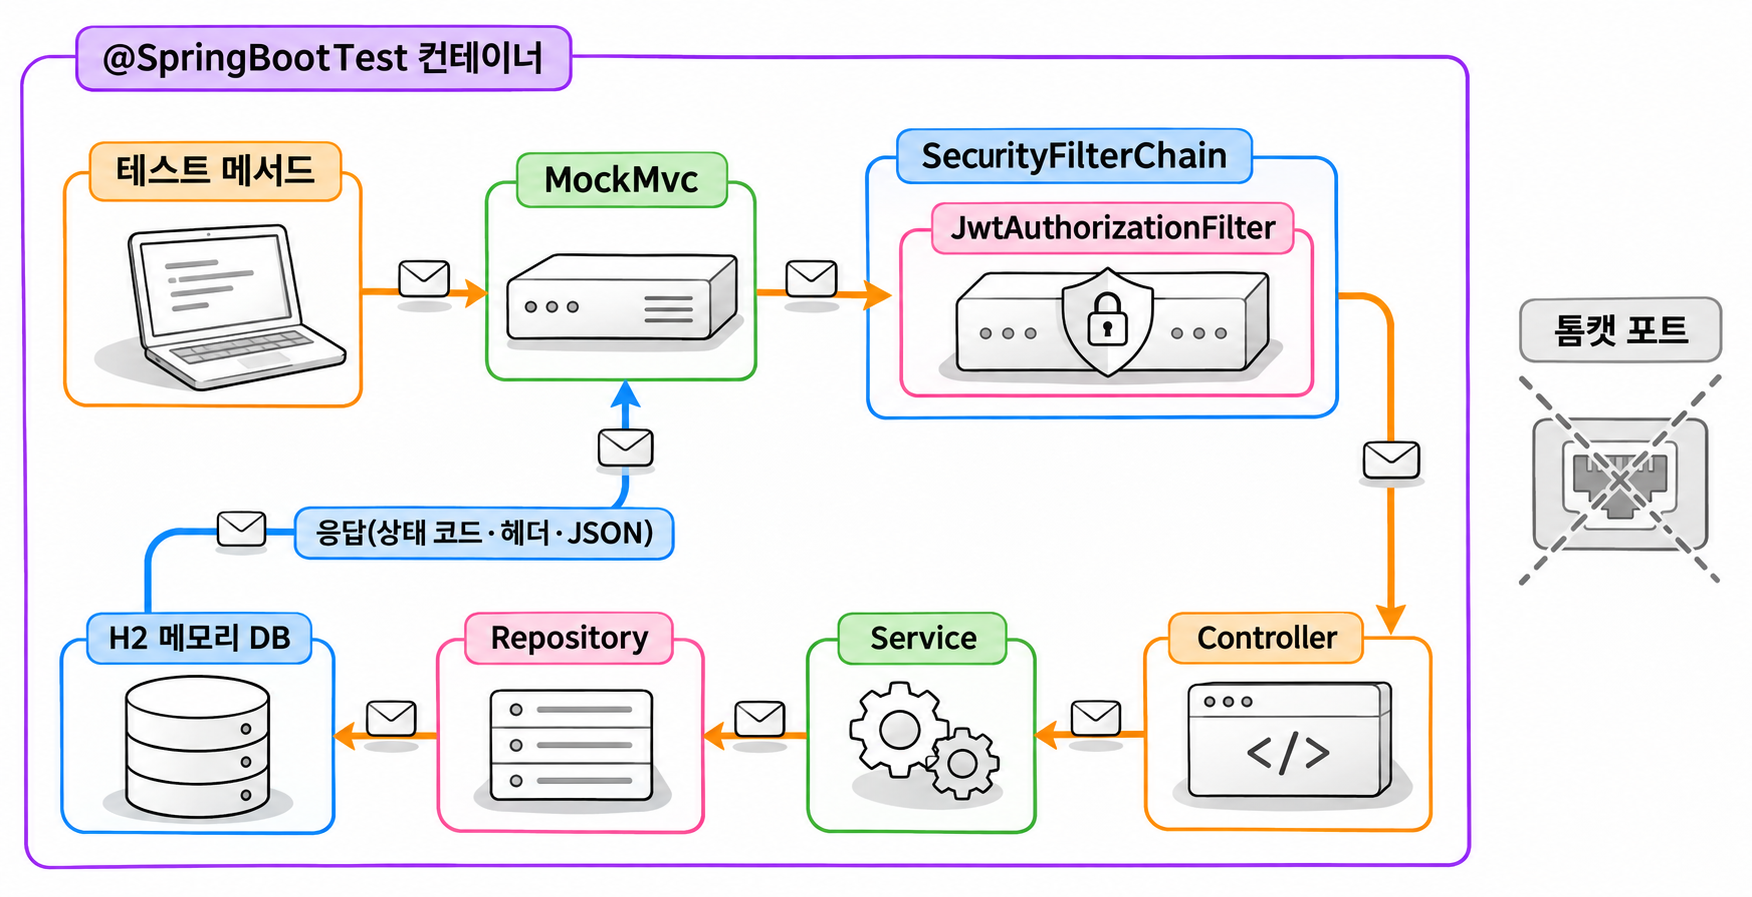 @SpringBootTest 컨테이너
테스트 메서드
MockMvc
SecurityFilterChain
JwtAuthorizationFilter
톰캣 포트
응답(상태 코드·헤더·JSON)
H2 메모리 DB
Repository
Service
Controller
</>